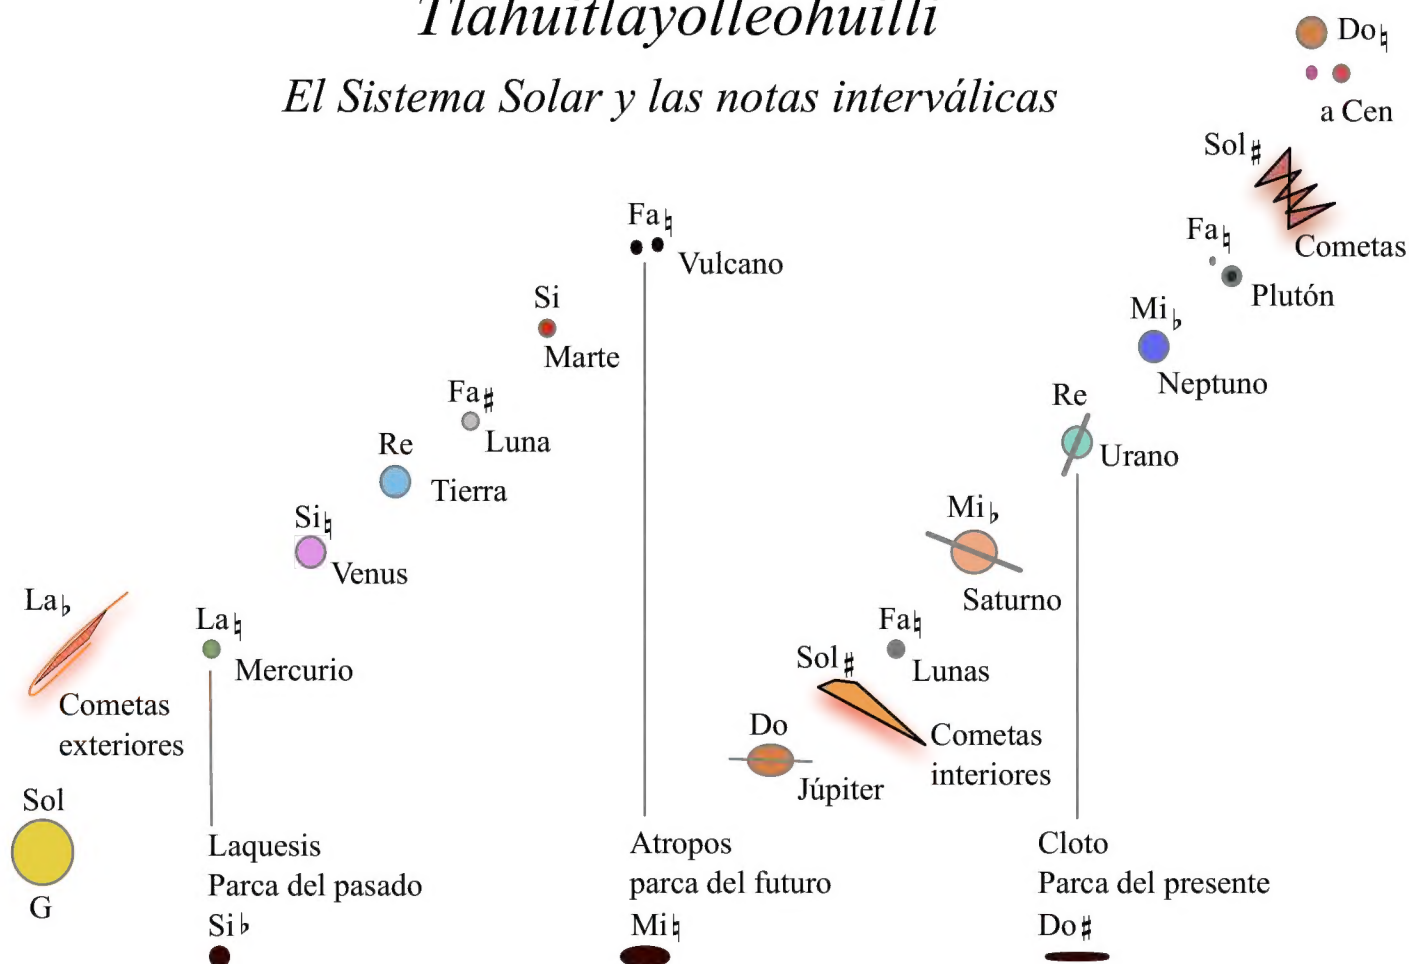 Tlahuitlayolleohuilli
El Sistema Solar y las notas interválicas
Do♮
a Cen
Sol♯
Cometas
Fa♮
Plutón
Mi♭
Neptuno
Re
Urano
Mi♭
Saturno
Fa♮
Lunas
Sol♯
Cometas
interiores
Do
Júpiter
Fa♮
Vulcano
Si
Marte
Fa♯
Luna
Re
Tierra
Si♮
Venus
La♮
Mercurio
La♭
Cometas
exteriores
Sol
G
Laquesis
Parca del pasado
Si♭
Atropos
parca del futuro
Mi♮
Cloto
Parca del presente
Do♯